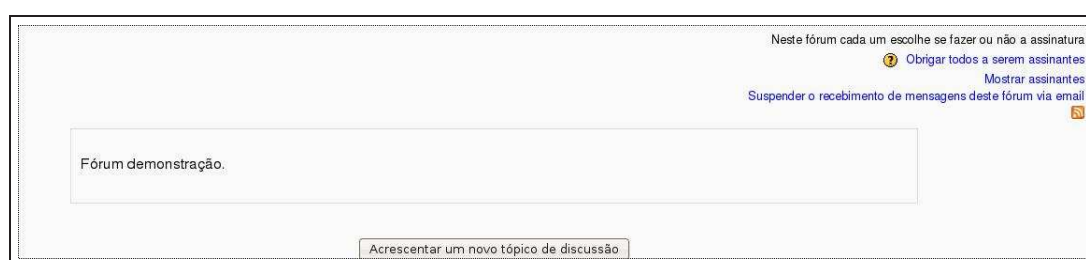 Neste fórum cada um escolhe se fazer ou não a assinatura
Obrigar todos a serem assinantes
Mostrar assinantes
Suspender o recebimento de mensagens deste fórum via email
Fórum demonstração.
Acrescentar um novo tópico de discussão